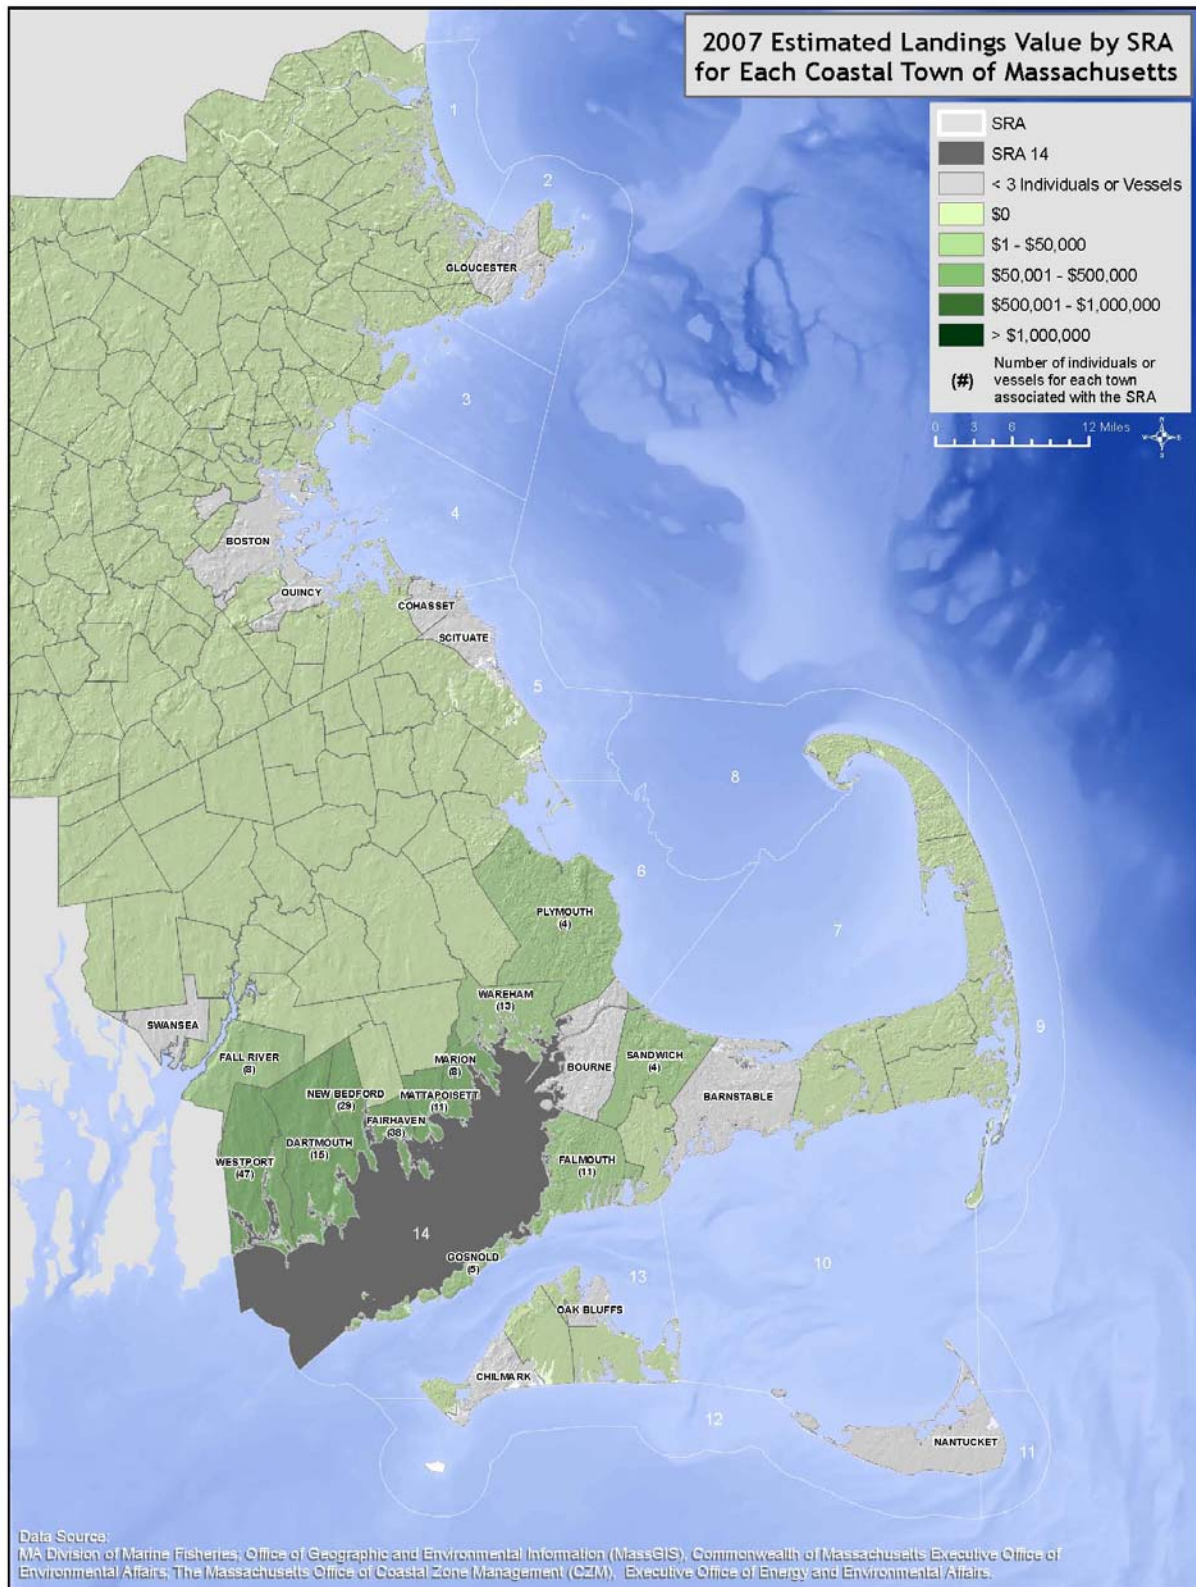 2007 Estimated Landings Value by SRA
for Each Coastal Town of Massachusetts
SRA
SRA 14
< 3 Individuals or Vessels
$0
$1 - $50,000
$50,001 - $500,000
$500,001 - $1,000,000
> $1,000,000
(#)
Number of individuals or
vessels for each town
associated with the SRA
0 3 6 12 Miles
N
W E
S
1
2
GLOUCESTER
3
4
BOSTON
QUINCY
COHASSET
SCITUATE
5
8
6
PLYMOUTH
(4)
7
WAREHAM
(13)
SWANSEA
9
FALL RIVER
(8)
MARION
(8)
BOURNE
SANDWICH
(4)
NEW BEDFORD
(29)
MATTAPOISETT
(11)
BARNSTABLE
FAIRHAVEN
(38)
DARTMOUTH
(15)
WESTPORT
(47)
FALMOUTH
(11)
14
GOSNOLD
(5)
10
13
OAK BLUFFS
CHILMARK
12
NANTUCKET
11
Data Source:
MA Division of Marine Fisheries, Office of Geographic and Environmental Information (MassGIS), Commonwealth of Massachusetts Executive Office of
Environmental Affairs, The Massachusetts Office of Coastal Zone Management (CZM), Executive Office of Energy and Environmental Affairs.